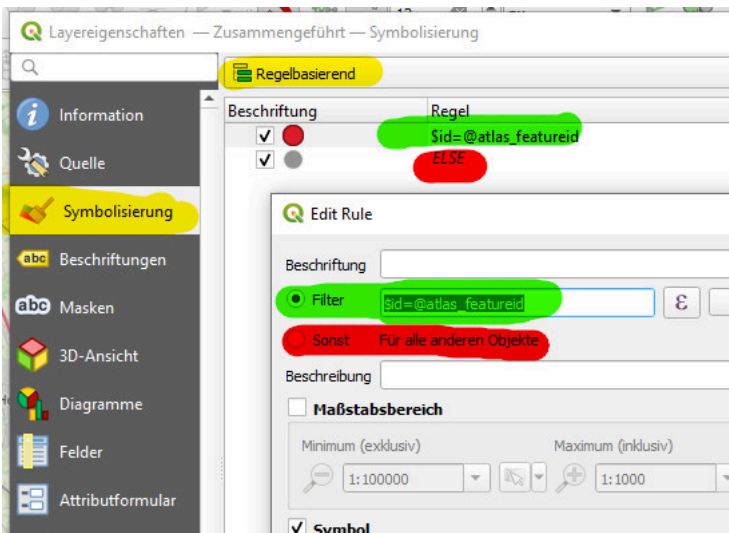 Layereigenschaften — Zusammengeführt — Symbolisierung
Regelbasierend
Information
Quelle
Symbolisierung
abc Beschriftungen
abc Masken
3D-Ansicht
Diagramme
Felder
Attributformular
Beschriftung Regel
$id=@atlas_featureid
ELSE
Edit Rule
Beschriftung
Filter $id=@atlas_featureid ε
Sonst Für alle anderen Objekte
Beschreibung
Maßstabsbereich
Minimum (exklusiv) Maximum (inklusiv)
1:100000 1:1000
Symbol